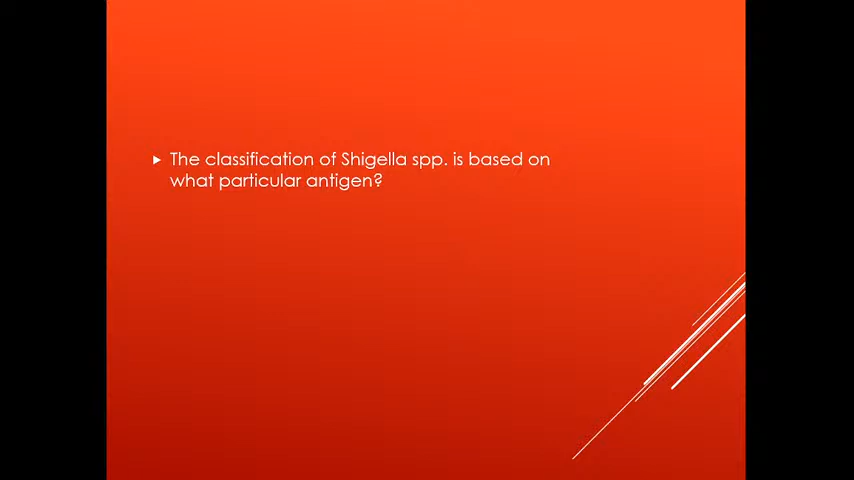 The classification of Shigella spp. is based on
what particular antigen?